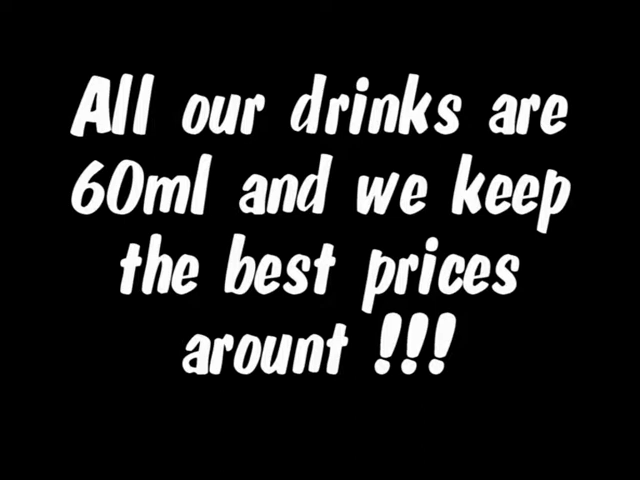 All our drinks are
60ml and we keep
the best prices
arount !!!